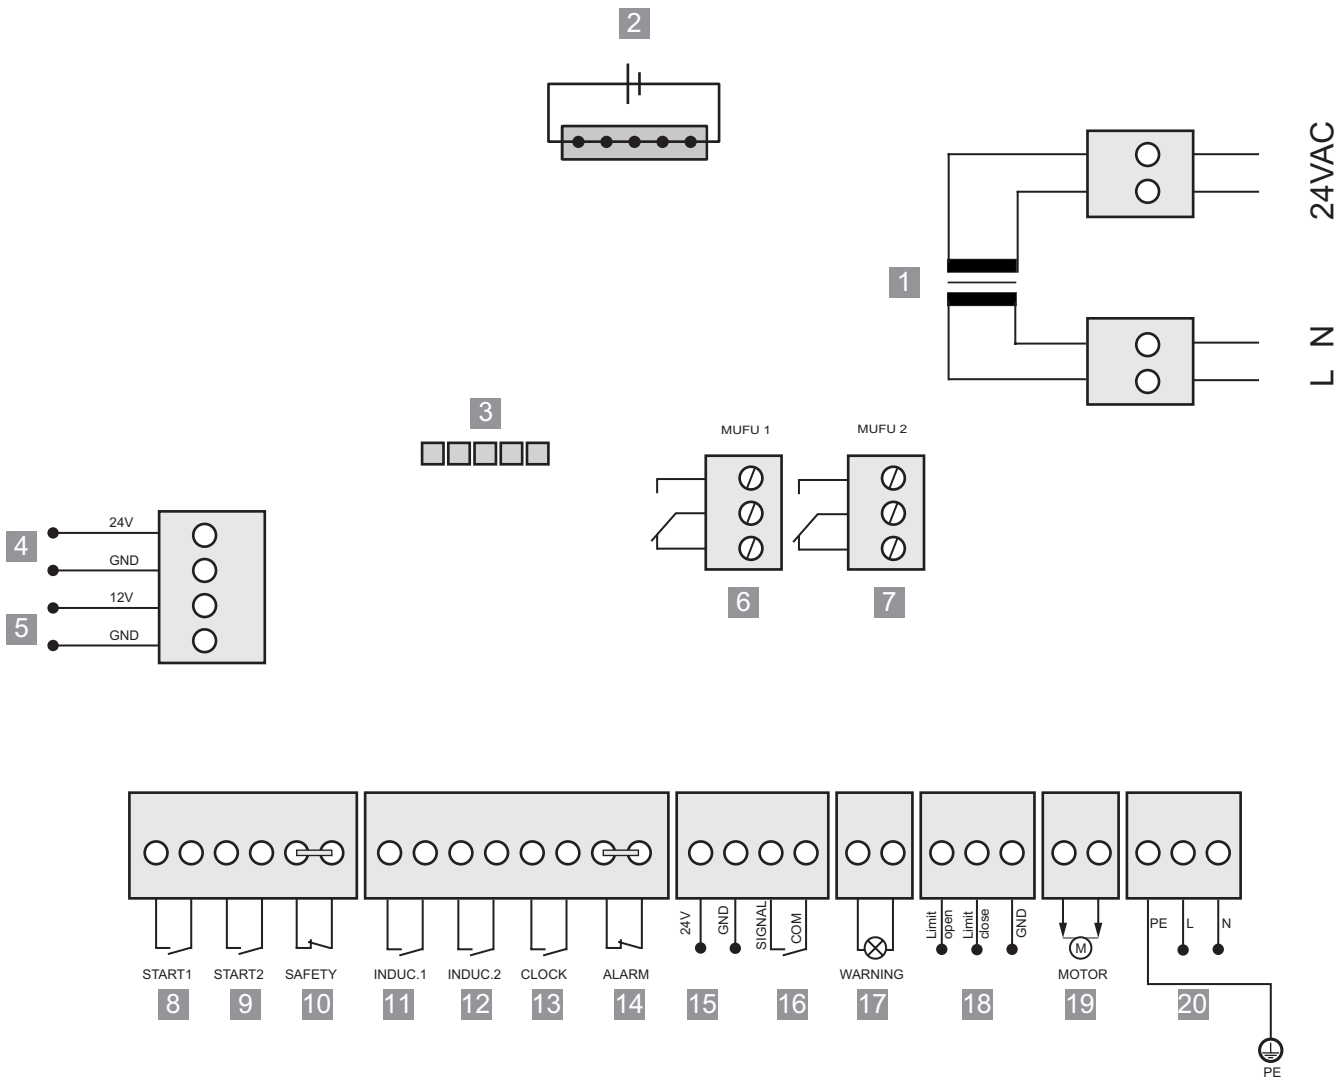 2
24VAC
1
L N
3
MUFU 1
MUFU 2
24V
4
GND
12V
5
GND
6
7
24V
GND
SIGNAL
COM
Limit open
Limit close
GND
PE
L
N
M
START1
START2
SAFETY
INDUC.1
INDUC.2
CLOCK
ALARM
WARNING
MOTOR
8
9
10
11
12
13
14
15
16
17
18
19
20
PE